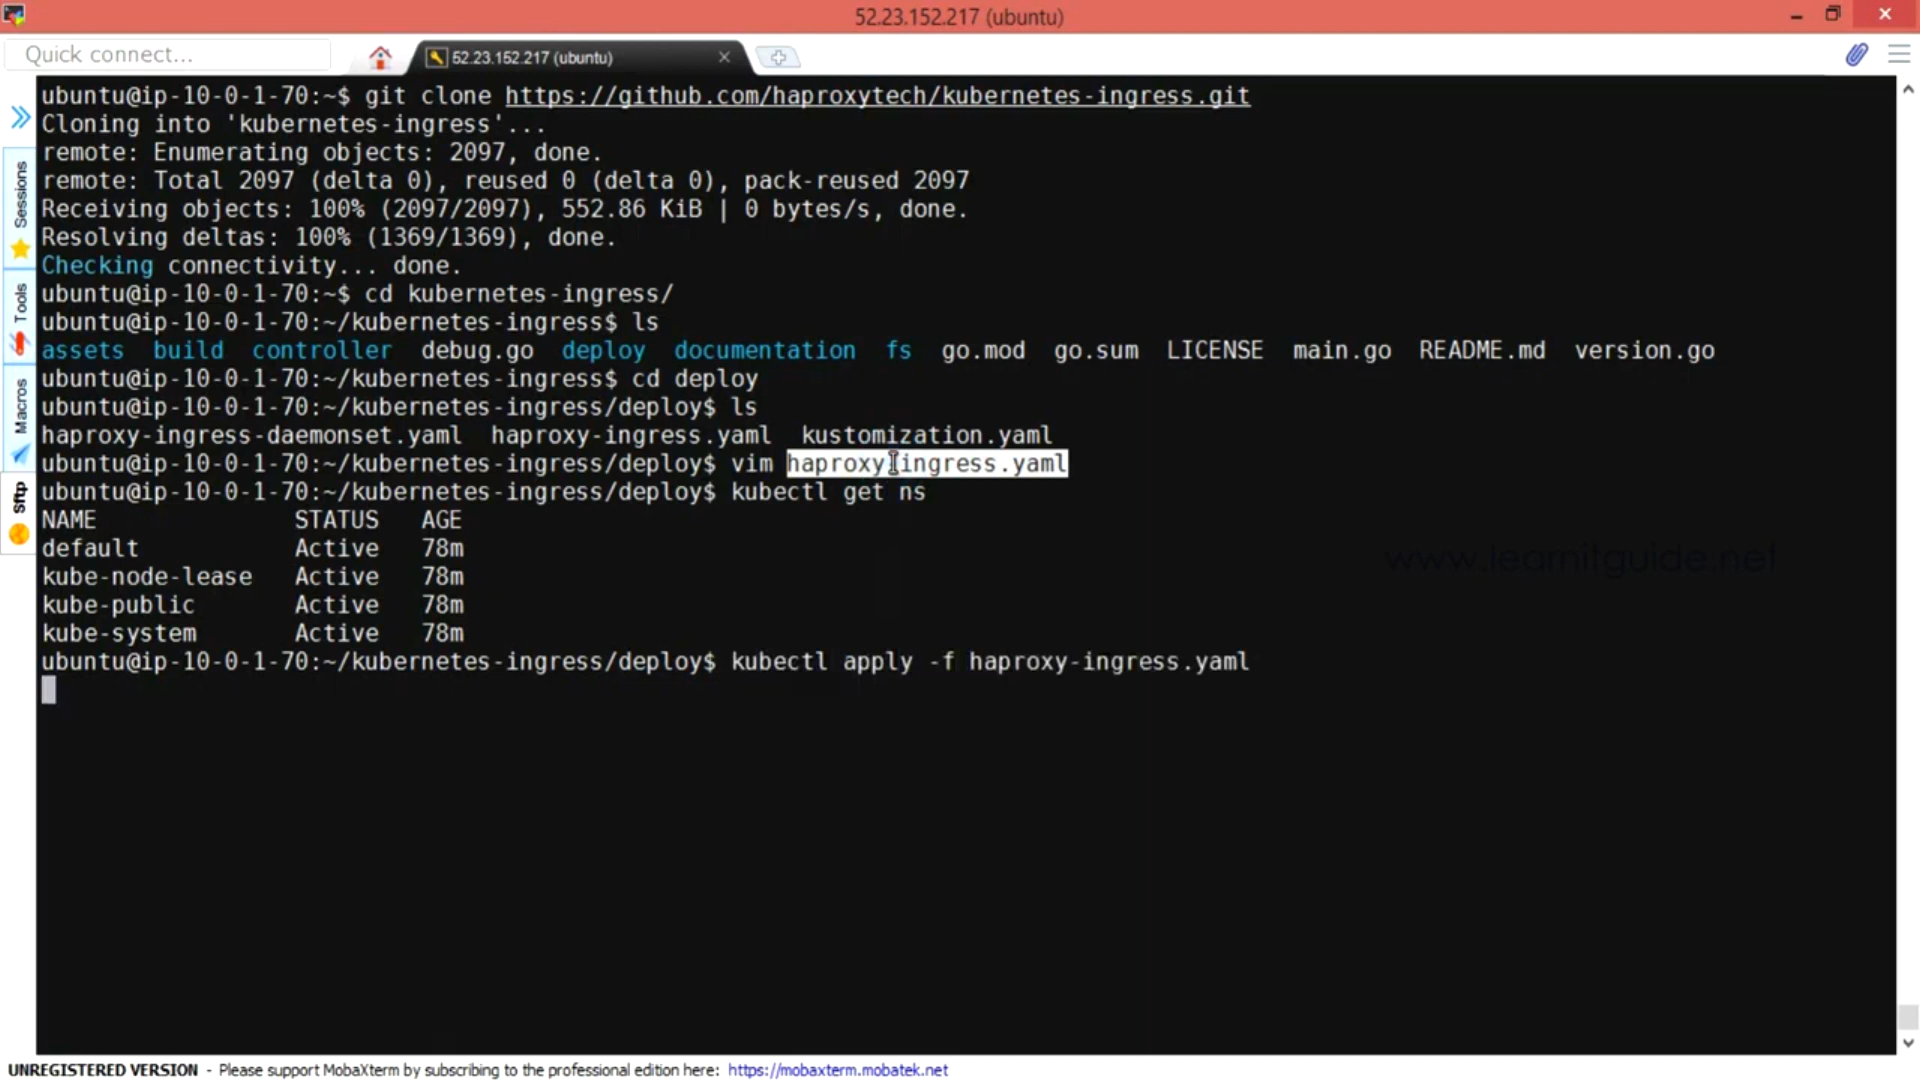 52.23.152.217 (ubuntu)
Quick connect...
52.23.152.217 (ubuntu)
ubuntu@ip-10-0-1-70:~$ git clone https://github.com/haproxytech/kubernetes-ingress.git
Cloning into 'kubernetes-ingress'...
remote: Enumerating objects: 2097, done.
remote: Total 2097 (delta 0), reused 0 (delta 0), pack-reused 2097
Receiving objects: 100% (2097/2097), 552.86 KiB | 0 bytes/s, done.
Resolving deltas: 100% (1369/1369), done.
Checking connectivity... done.
ubuntu@ip-10-0-1-70:~$ cd kubernetes-ingress/
ubuntu@ip-10-0-1-70:~/kubernetes-ingress$ ls
assets build controller debug.go deploy documentation fs go.mod go.sum LICENSE main.go README.md version.go
ubuntu@ip-10-0-1-70:~/kubernetes-ingress$ cd deploy
ubuntu@ip-10-0-1-70:~/kubernetes-ingress/deploy$ ls
haproxy-ingress-daemonset.yaml haproxy-ingress.yaml kustomization.yaml
ubuntu@ip-10-0-1-70:~/kubernetes-ingress/deploy$ vim haproxy-ingress.yaml
ubuntu@ip-10-0-1-70:~/kubernetes-ingress/deploy$ kubectl get ns
NAME STATUS AGE
default Active 78m
kube-node-lease Active 78m
kube-public Active 78m
kube-system Active 78m
ubuntu@ip-10-0-1-70:~/kubernetes-ingress/deploy$ kubectl apply -f haproxy-ingress.yaml
www.learnitguide.net
Sessions
Tools
Macros
Sftp
UNREGISTERED VERSION - Please support MobaXterm by subscribing to the professional edition here: https://mobaxterm.mobatek.net